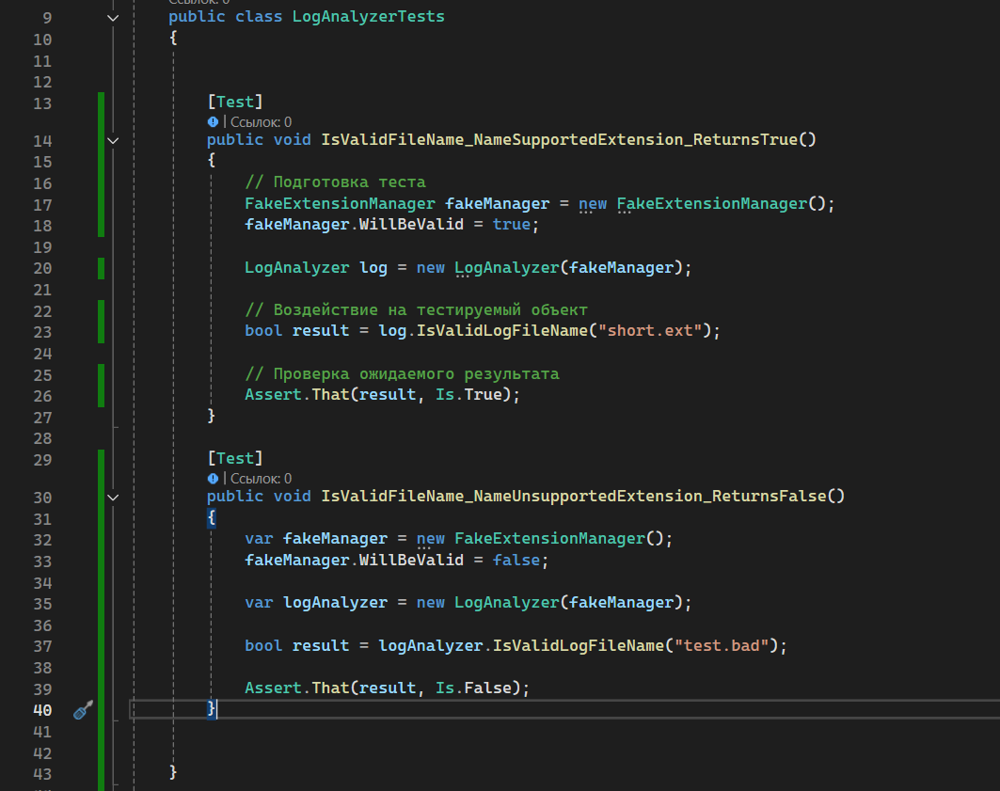 Ссылок: 0
9 public class LogAnalyzerTests
10 {
11
12
13 [Test]
| Ссылок: 0
14 public void IsValidFileName_NameSupportedExtension_ReturnsTrue()
15 {
16 // Подготовка теста
17 FakeExtensionManager fakeManager = new FakeExtensionManager();
18 fakeManager.WillBeValid = true;
19
20 LogAnalyzer log = new LogAnalyzer(fakeManager);
21
22 // Воздействие на тестируемый объект
23 bool result = log.IsValidLogFileName("short.ext");
24
25 // Проверка ожидаемого результата
26 Assert.That(result, Is.True);
27 }
28
29 [Test]
| Ссылок: 0
30 public void IsValidFileName_NameUnsupportedExtension_ReturnsFalse()
31 {
32 var fakeManager = new FakeExtensionManager();
33 fakeManager.WillBeValid = false;
34
35 var logAnalyzer = new LogAnalyzer(fakeManager);
36
37 bool result = logAnalyzer.IsValidLogFileName("test.bad");
38
39 Assert.That(result, Is.False);
40 }
41
42
43 }